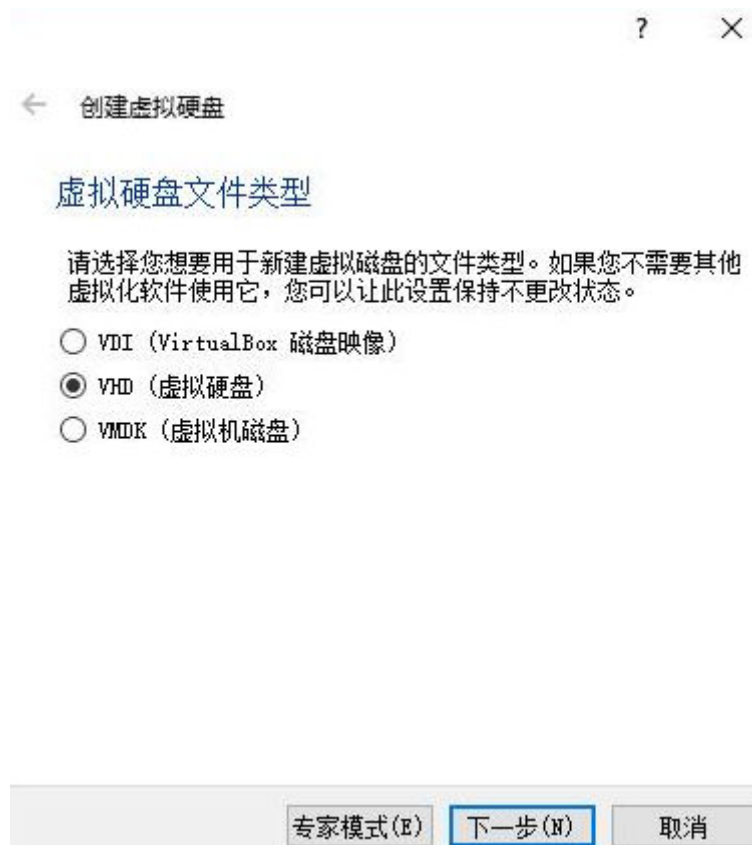 创建虚拟硬盘
虚拟硬盘文件类型
请选择您想要用于新建虚拟磁盘的文件类型。如果您不需要其他
虚拟化软件使用它，您可以让此设置保持不更改状态。
VDI (VirtualBox 磁盘映像)
VHD (虚拟硬盘)
VMDK (虚拟机磁盘)
专家模式(E) 下一步(N) 取消